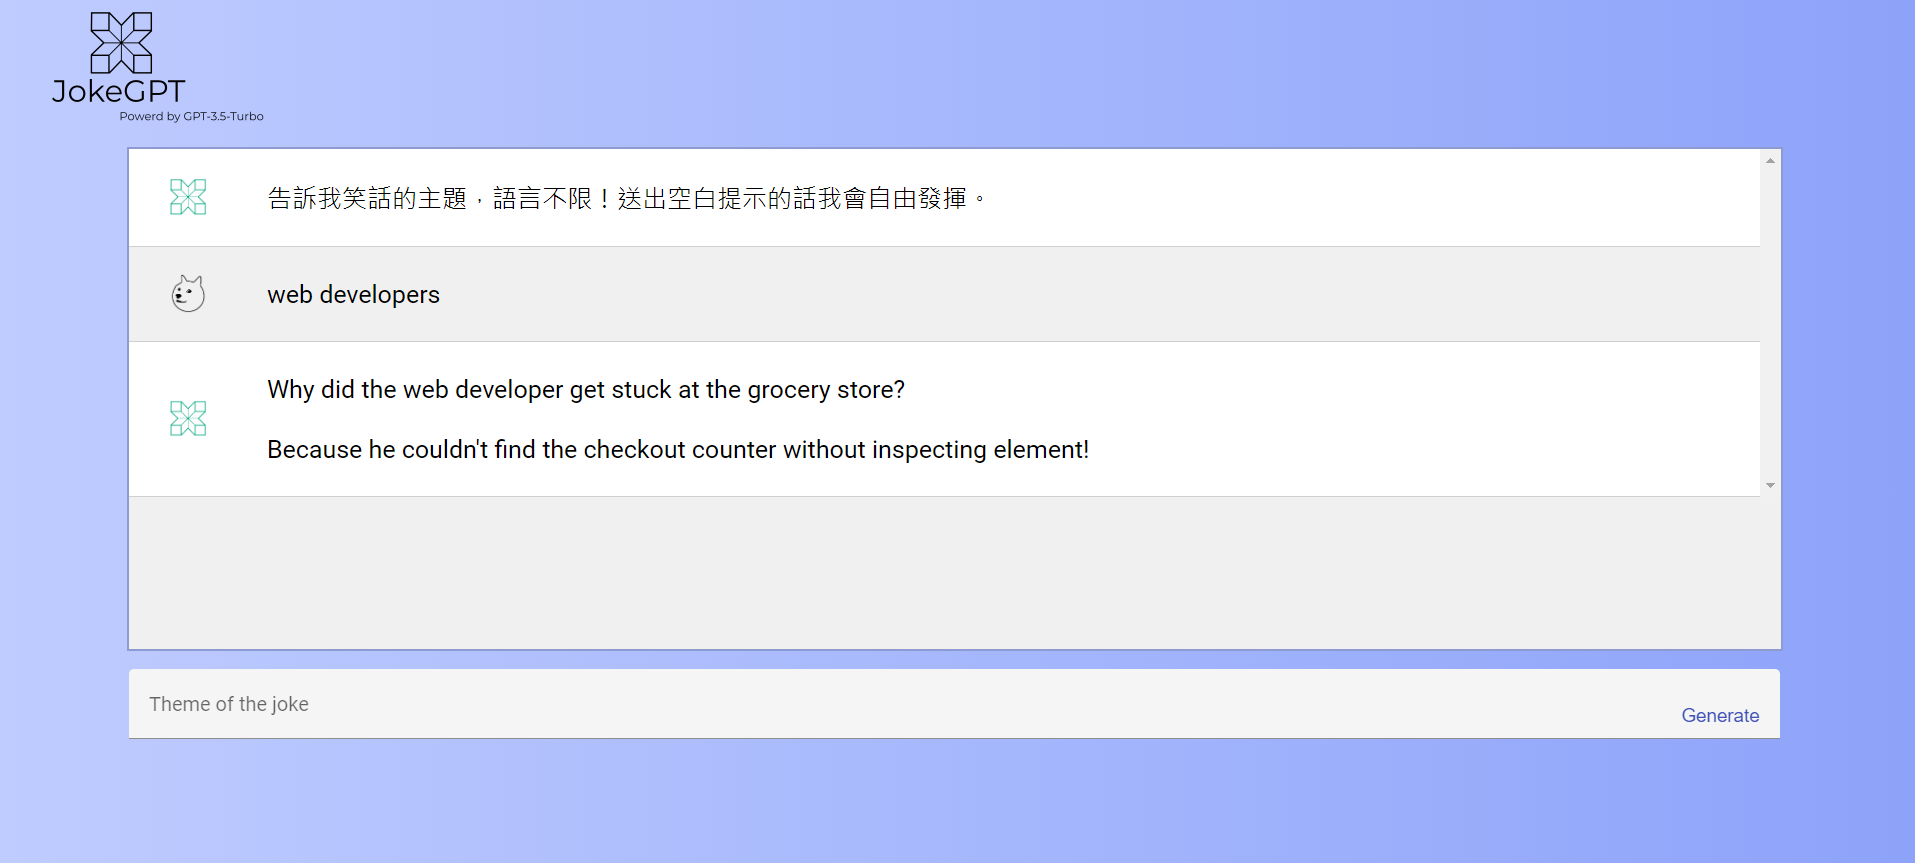 JokeGPT
Powerd by GPT-3.5-Turbo
告訴我笑話的主題，語言不限！送出空白提示的話我會自由發揮。
web developers
Why did the web developer get stuck at the grocery store?
Because he couldn't find the checkout counter without inspecting element!
Theme of the joke
Generate